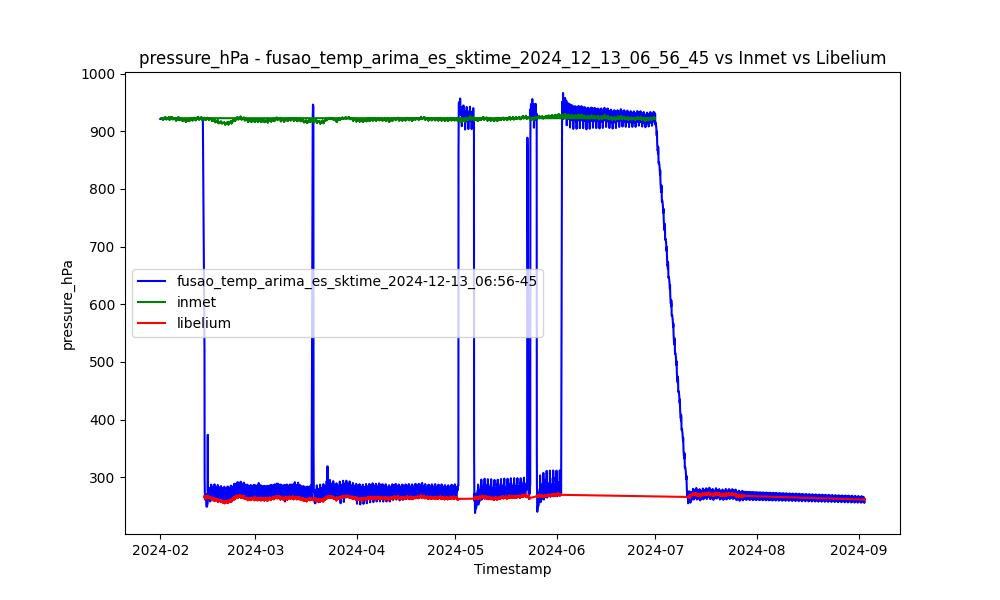 pressure_hPa - fusao_temp_arima_es_sktime_2024_12_13_06_56_45 vs Inmet vs Libelium
1000
900
800
700
600
500
400
300
pressure_hPa
fusao_temp_arima_es_sktime_2024-12-13_06:56-45
inmet
libelium
2024-02 2024-03 2024-04 2024-05 2024-06 2024-07 2024-08 2024-09
Timestamp